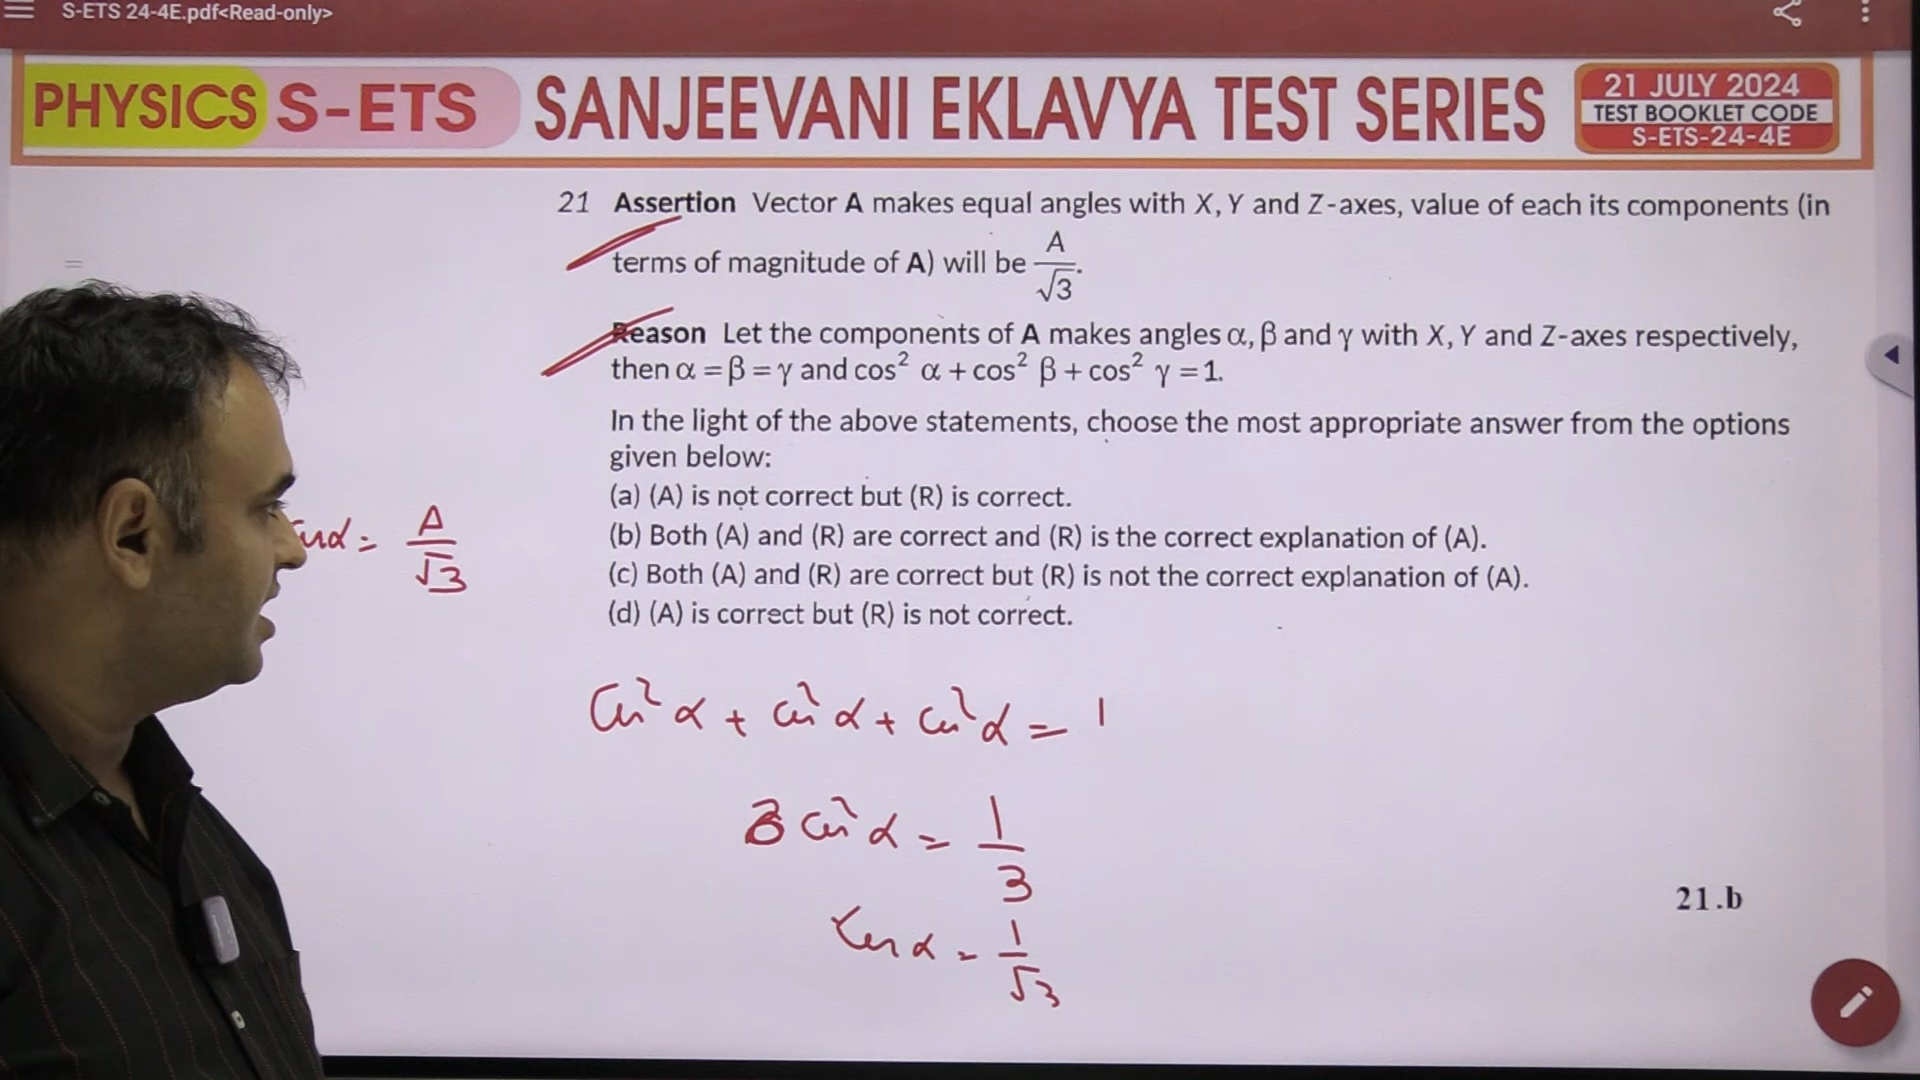 S-ETS 24-4E.pdf<Read-only>
PHYSICS S-ETS SANJEEVANI EKLAVYA TEST SERIES
21 JULY 2024
TEST BOOKLET CODE
S-ETS-24-4E
21 Assertion Vector A makes equal angles with X, Y and Z-axes, value of each its components (in
terms of magnitude of A) will be A/√3.
Reason Let the components of A makes angles α, β and γ with X, Y and Z-axes respectively,
then α = β = γ and cos² α + cos² β + cos² γ = 1.
In the light of the above statements, choose the most appropriate answer from the options
given below:
(a) (A) is not correct but (R) is correct.
(b) Both (A) and (R) are correct and (R) is the correct explanation of (A).
(c) Both (A) and (R) are correct but (R) is not the correct explanation of (A).
(d) (A) is correct but (R) is not correct.
α = A/√3
cos² α + cos² α + cos² α = 1
3 cos² α = 1/3
cos α = 1/√3
21.b